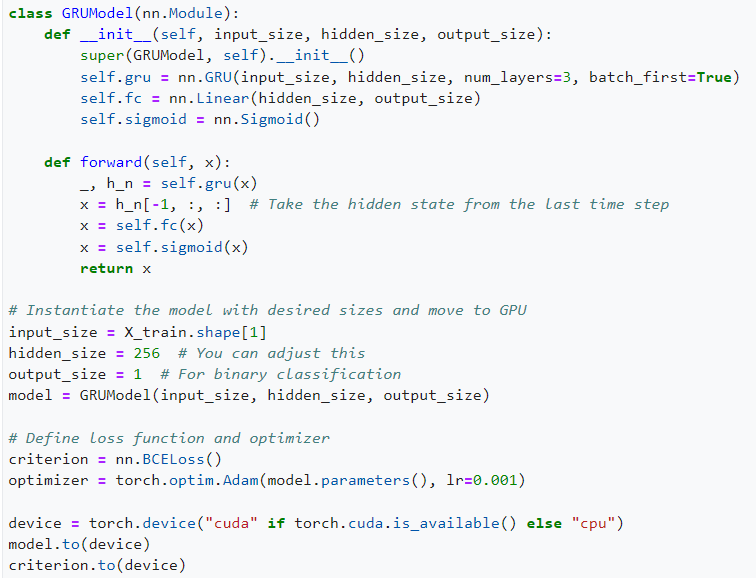 class GRUModel(nn.Module):
    def __init__(self, input_size, hidden_size, output_size):
        super(GRUModel, self).__init__()
        self.gru = nn.GRU(input_size, hidden_size, num_layers=3, batch_first=True)
        self.fc = nn.Linear(hidden_size, output_size)
        self.sigmoid = nn.Sigmoid()

    def forward(self, x):
        _, h_n = self.gru(x)
        x = h_n[-1, :, :]  # Take the hidden state from the last time step
        x = self.fc(x)
        x = self.sigmoid(x)
        return x

# Instantiate the model with desired sizes and move to GPU
input_size = X_train.shape[1]
hidden_size = 256  # You can adjust this
output_size = 1  # For binary classification
model = GRUModel(input_size, hidden_size, output_size)

# Define loss function and optimizer
criterion = nn.BCELoss()
optimizer = torch.optim.Adam(model.parameters(), lr=0.001)

device = torch.device("cuda" if torch.cuda.is_available() else "cpu")
model.to(device)
criterion.to(device)